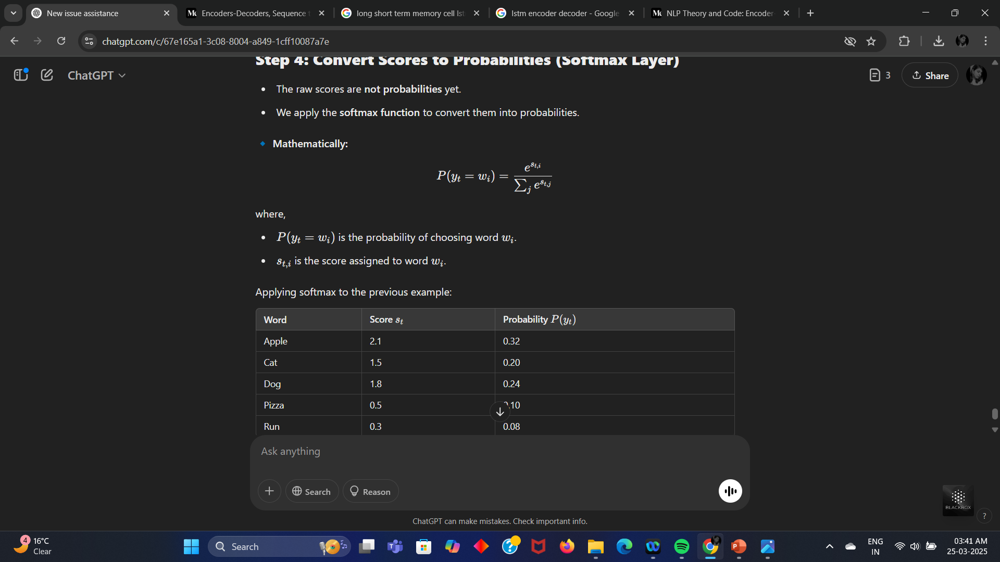 New issue assistance
Encoders-Decoders, Sequence t
long short term memory cell lst
lstm encoder decoder - Google
NLP Theory and Code: Encoder-
chatgpt.com/c/67e165a1-3c08-8004-a849-1cff10087a7e
ChatGPT
3
Share
Step 4: Convert Scores to Probabilities (Softmax Layer)
• The raw scores are not probabilities yet.
• We apply the softmax function to convert them into probabilities.
Mathematically:
P(y_t = w_i) = e^{s_{t,i}} / ∑_j e^{s_{t,j}}
where,
• P(y_t = w_i) is the probability of choosing word w_i.
• s_{t,i} is the score assigned to word w_i.
Applying softmax to the previous example:
Word Score s_t Probability P(y_t)
Apple 2.1 0.32
Cat 1.5 0.20
Dog 1.8 0.24
Pizza 0.5 .10
Run 0.3 0.08
Ask anything
Search
Reason
BLACKBOX
?
ChatGPT can make mistakes. Check important info.
4
16°C
Clear
Search
ENG
IN
03:41 AM
25-03-2025